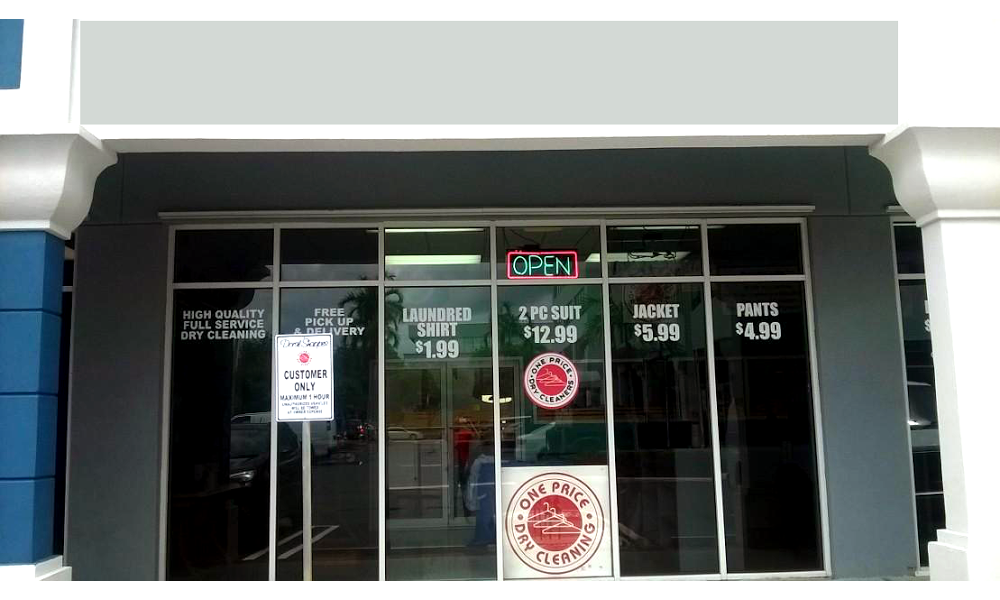 OPEN
HIGH QUALITY
FULL SERVICE
DRY CLEANING
FREE
PICK UP
& DELIVERY
LAUNDRED
SHIRT
$1.99
2 PC SUIT
$12.99
JACKET
$5.99
PANTS
$4.99
CUSTOMER
ONLY
MAXIMUM 1 HOUR
ONE PRICE
DRY CLEANERS
ONE PRICE
DRY CLEANING